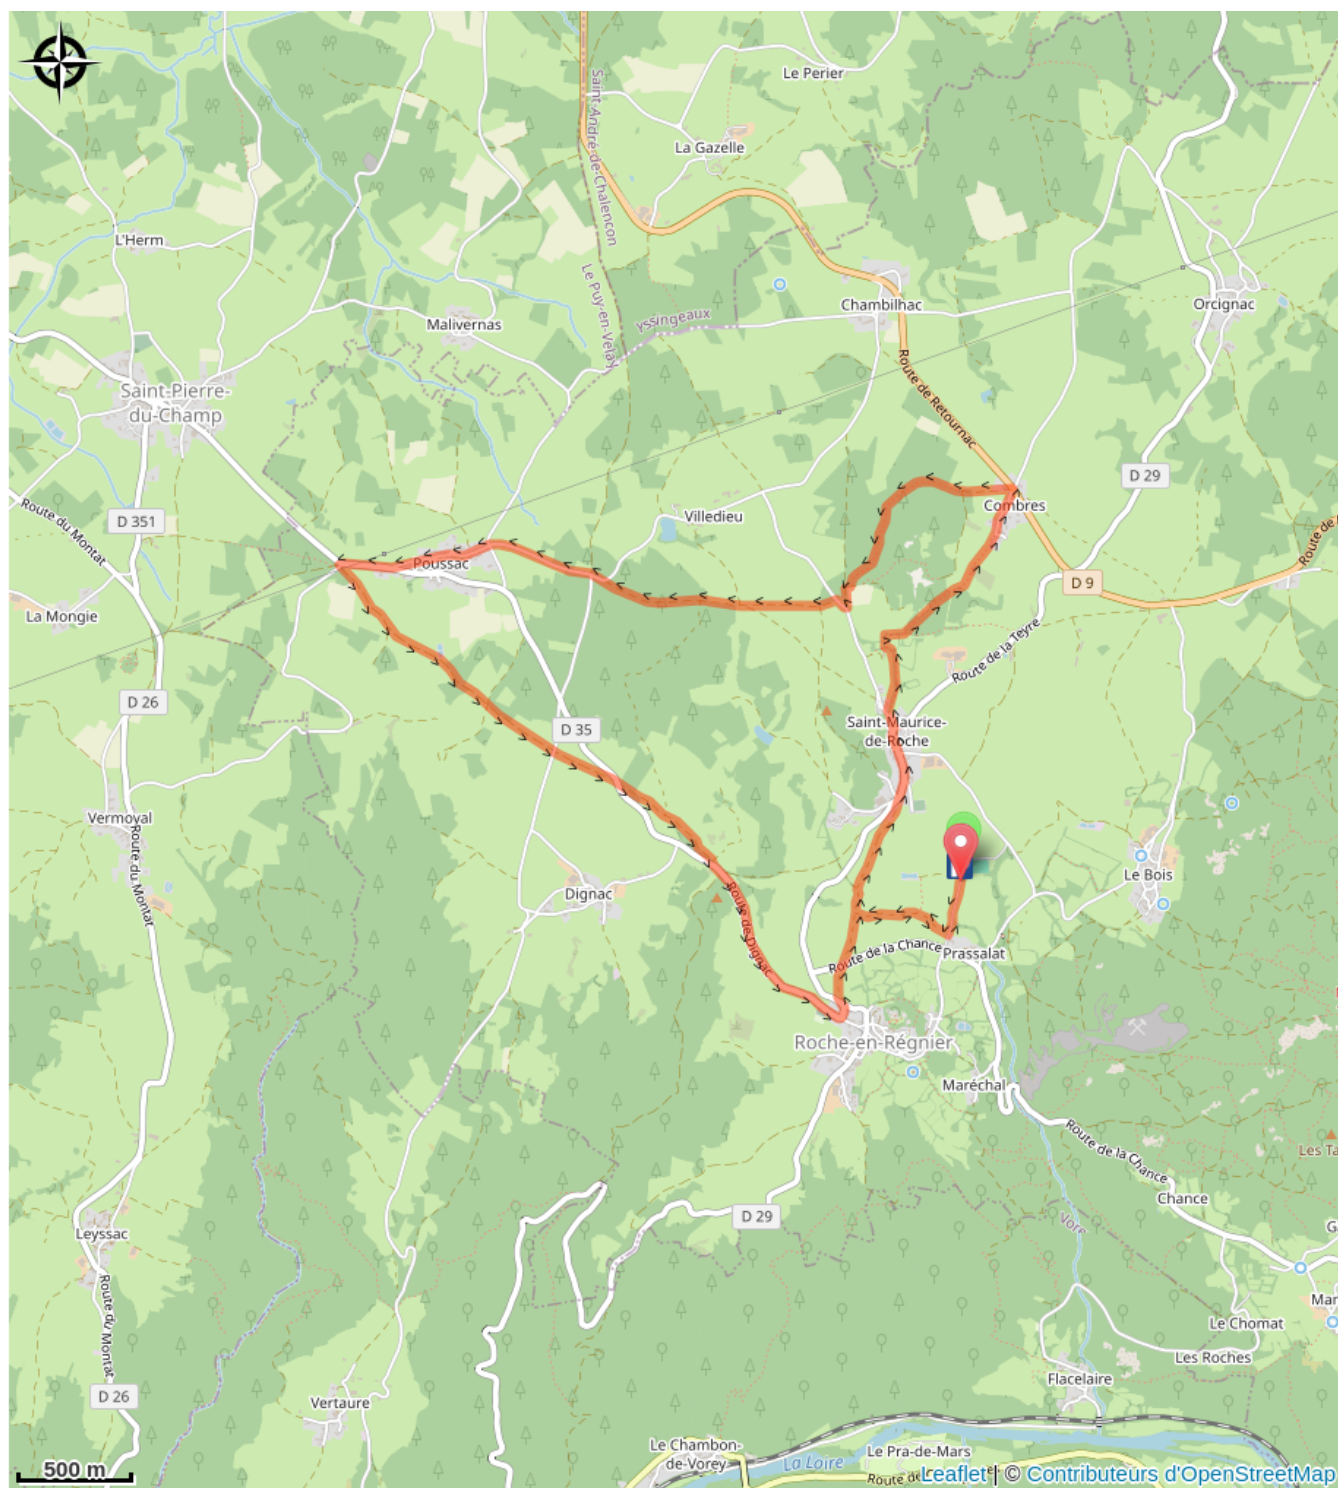 Le Perier
Saint-André-de-Chalencon
La Gazelle
L'Herm
Le Puy-en-Velay
Yssingeaux
Chambilhac
Orcignac
Malivernas
Route de Retournac
Saint-Pierre-
du-Champ
D 29
Combres
Route du Montat
D 351
Villedieu
Route de
Poussac
D 9
La Mongie
Route de la Teyre
D 26
D 35
Saint-Maurice-
de-Roche
Vermoyal
Route du Montat
Dignac
Le Bois
Route de Dignac
Route de la Chance
Prassalat
Roche-en-Régnier
Maréchal
Route de la Chance
Les Ta
Chance
D 29
Vore
Leyssac
G
Mar
Route du Montat
Le Chomat
Les Roches
Flacelaire
D 26
Vertaure
Le Chambon-
de-Vorey
Le Pra-de-Mars
La Loire
Route de
500 m
Leaflet | © Contributeurs d'OpenStreetMap